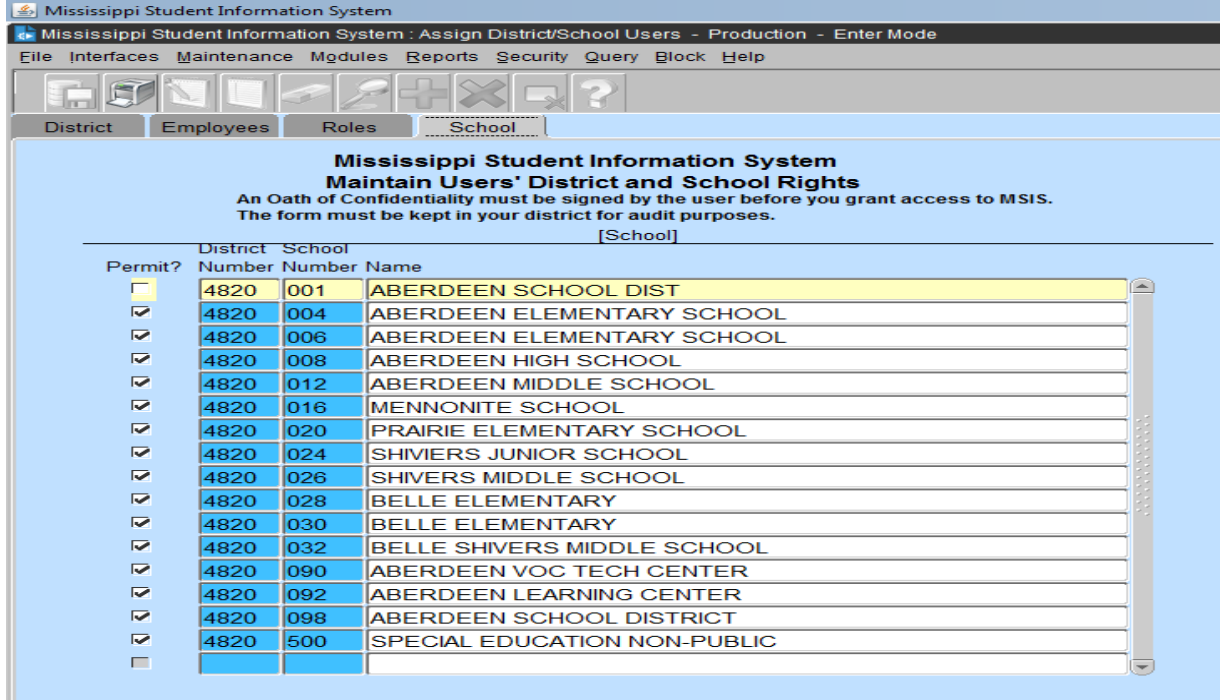 Mississippi Student Information System
Mississippi Student Information System : Assign District/School Users - Production - Enter Mode
File Interfaces Maintenance Modules Reports Security Query Block Help
District Employees Roles School
Mississippi Student Information System
Maintain Users' District and School Rights
An Oath of Confidentiality must be signed by the user before you grant access to MSIS.
The form must be kept in your district for audit purposes.
[School]
District School
Permit? Number Number Name
4820 001 ABERDEEN SCHOOL DIST
4820 004 ABERDEEN ELEMENTARY SCHOOL
4820 006 ABERDEEN ELEMENTARY SCHOOL
4820 008 ABERDEEN HIGH SCHOOL
4820 012 ABERDEEN MIDDLE SCHOOL
4820 016 MENNONITE SCHOOL
4820 020 PRAIRIE ELEMENTARY SCHOOL
4820 024 SHIVIERS JUNIOR SCHOOL
4820 026 SHIVERS MIDDLE SCHOOL
4820 028 BELLE ELEMENTARY
4820 030 BELLE ELEMENTARY
4820 032 BELLE SHIVERS MIDDLE SCHOOL
4820 090 ABERDEEN VOC TECH CENTER
4820 092 ABERDEEN LEARNING CENTER
4820 098 ABERDEEN SCHOOL DISTRICT
4820 500 SPECIAL EDUCATION NON-PUBLIC